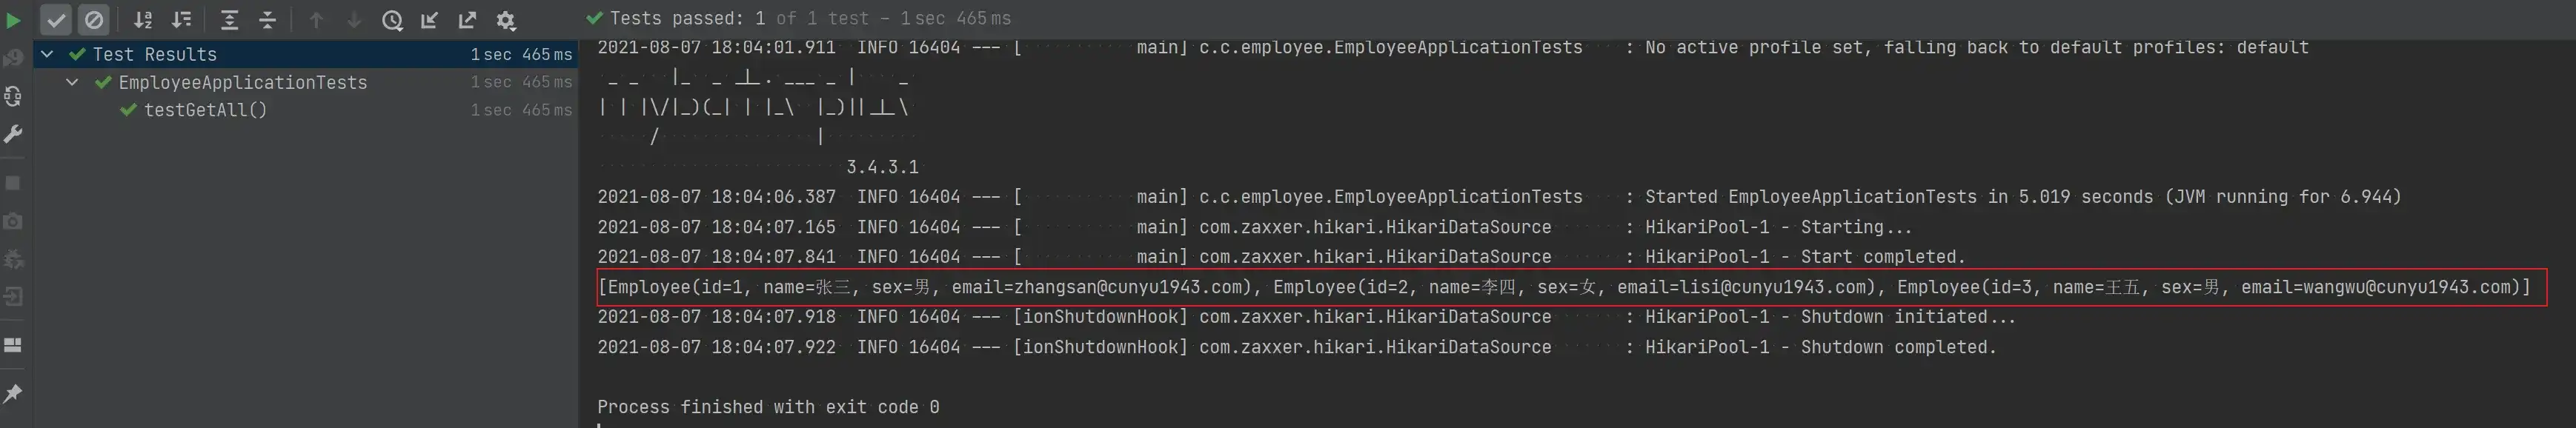 Tests passed: 1 of 1 test – 1 sec 465 ms
Test Results 1 sec 465 ms
EmployeeApplicationTests 1 sec 465 ms
testGetAll() 1 sec 465 ms
2021-08-07 18:04:01.911  INFO 16404 --- [           main] c.c.employee.EmployeeApplicationTests    : No active profile set, falling back to default profiles: default
 _ _   |_  _ _|_. ___ _ |    _
| | |\/|_)(_| | |_\  |_)||_|_\
     /               |
                        3.4.3.1
2021-08-07 18:04:06.387  INFO 16404 --- [           main] c.c.employee.EmployeeApplicationTests    : Started EmployeeApplicationTests in 5.019 seconds (JVM running for 6.944)
2021-08-07 18:04:07.165  INFO 16404 --- [           main] com.zaxxer.hikari.HikariDataSource       : HikariPool-1 - Starting...
2021-08-07 18:04:07.841  INFO 16404 --- [           main] com.zaxxer.hikari.HikariDataSource       : HikariPool-1 - Start completed.
[Employee(id=1, name=张三, sex=男, email=zhangsan@cunyu1943.com), Employee(id=2, name=李四, sex=女, email=lisi@cunyu1943.com), Employee(id=3, name=王五, sex=男, email=wangwu@cunyu1943.com)]
2021-08-07 18:04:07.918  INFO 16404 --- [ionShutdownHook] com.zaxxer.hikari.HikariDataSource       : HikariPool-1 - Shutdown initiated...
2021-08-07 18:04:07.922  INFO 16404 --- [ionShutdownHook] com.zaxxer.hikari.HikariDataSource       : HikariPool-1 - Shutdown completed.
Process finished with exit code 0